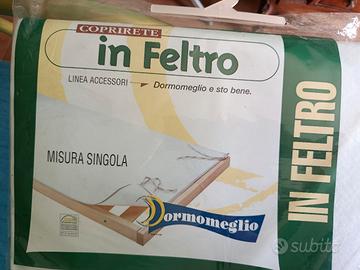 COPRIRETE
in Feltro
LINEA ACCESSORI Dormomeglio e sto bene.
MISURA SINGOLA
Dormomeglio
IN FELTRO
subito